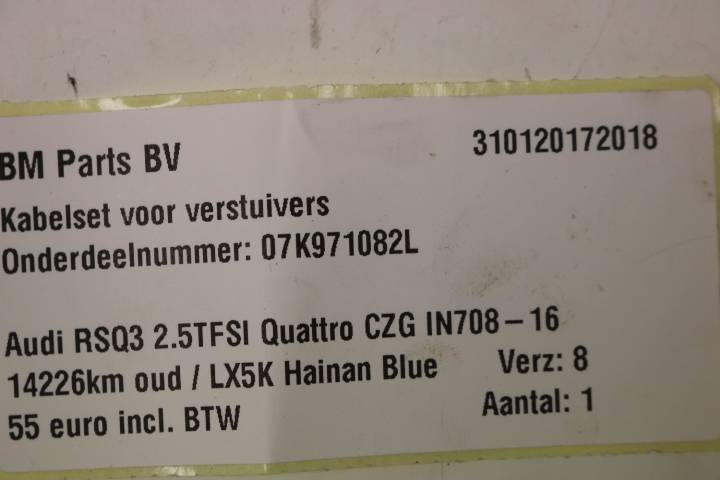 BM Parts BV 310120172018
Kabelset voor verstuivers
Onderdeelnummer: 07K971082L
Audi RSQ3 2.5TFSI Quattro CZG IN708-16
14226km oud / LX5K Hainan Blue Verz: 8
55 euro incl. BTW Aantal: 1